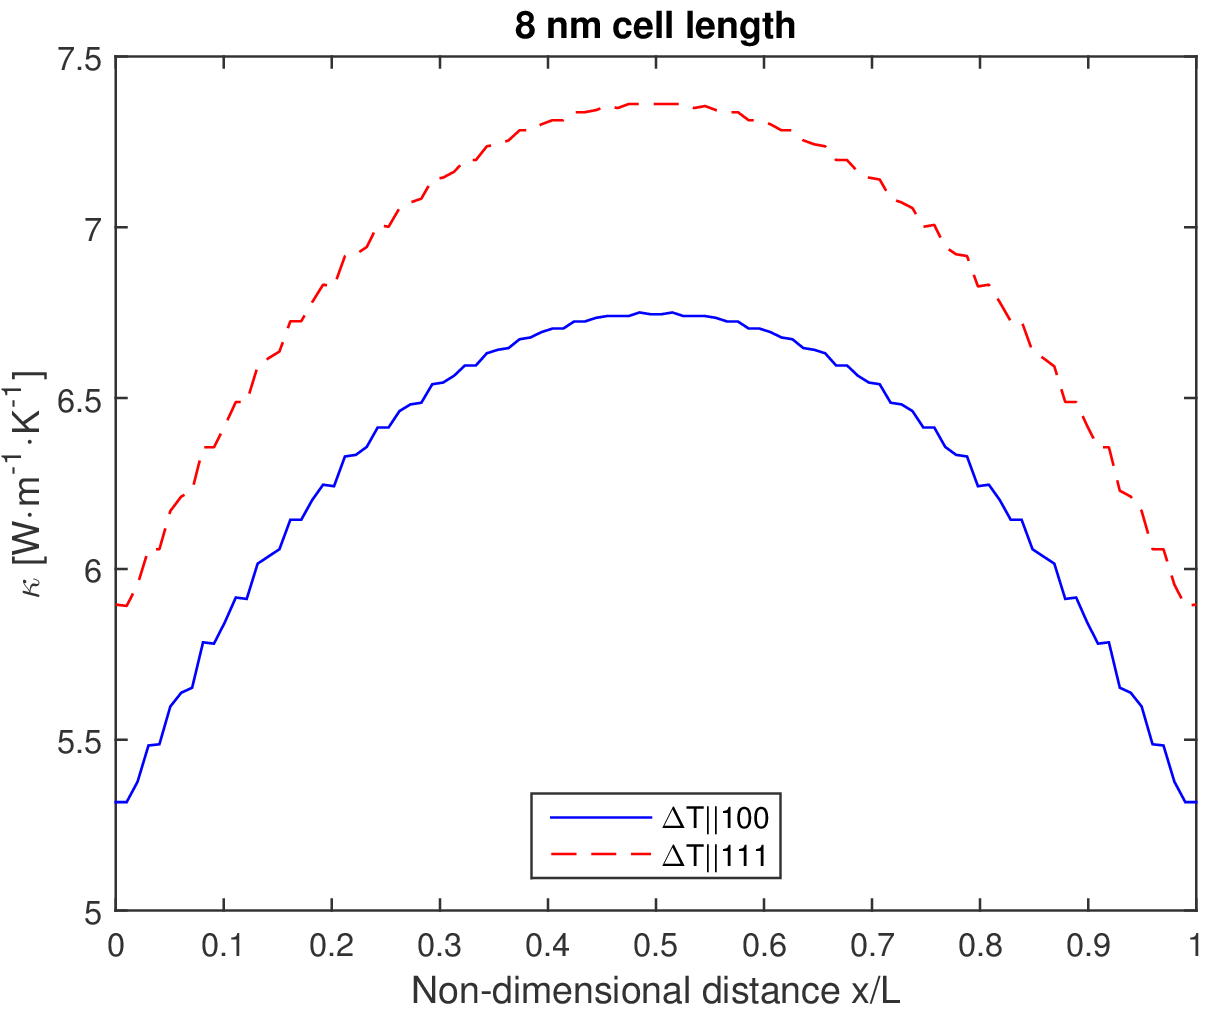 8 nm cell length
κ [W·m⁻¹·K⁻¹]
7.5
7
6.5
6
5.5
5
ΔT||100
ΔT||111
0 0.1 0.2 0.3 0.4 0.5 0.6 0.7 0.8 0.9 1
Non-dimensional distance x/L